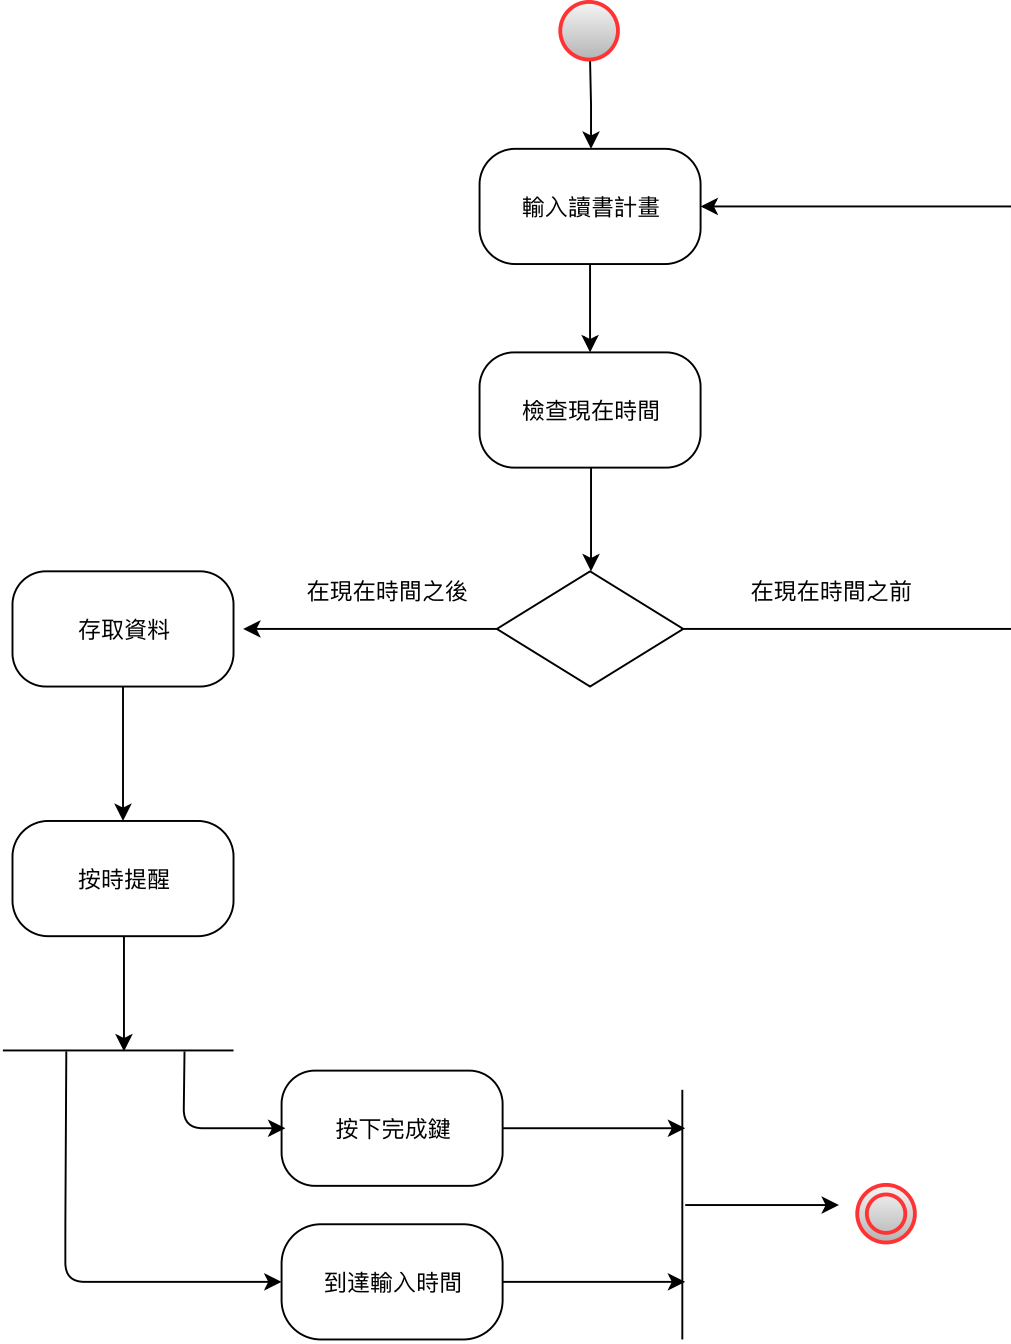 輸入讀書計畫
檢查現在時間
在現在時間之後
在現在時間之前
存取資料
按時提醒
按下完成鍵
到達輸入時間